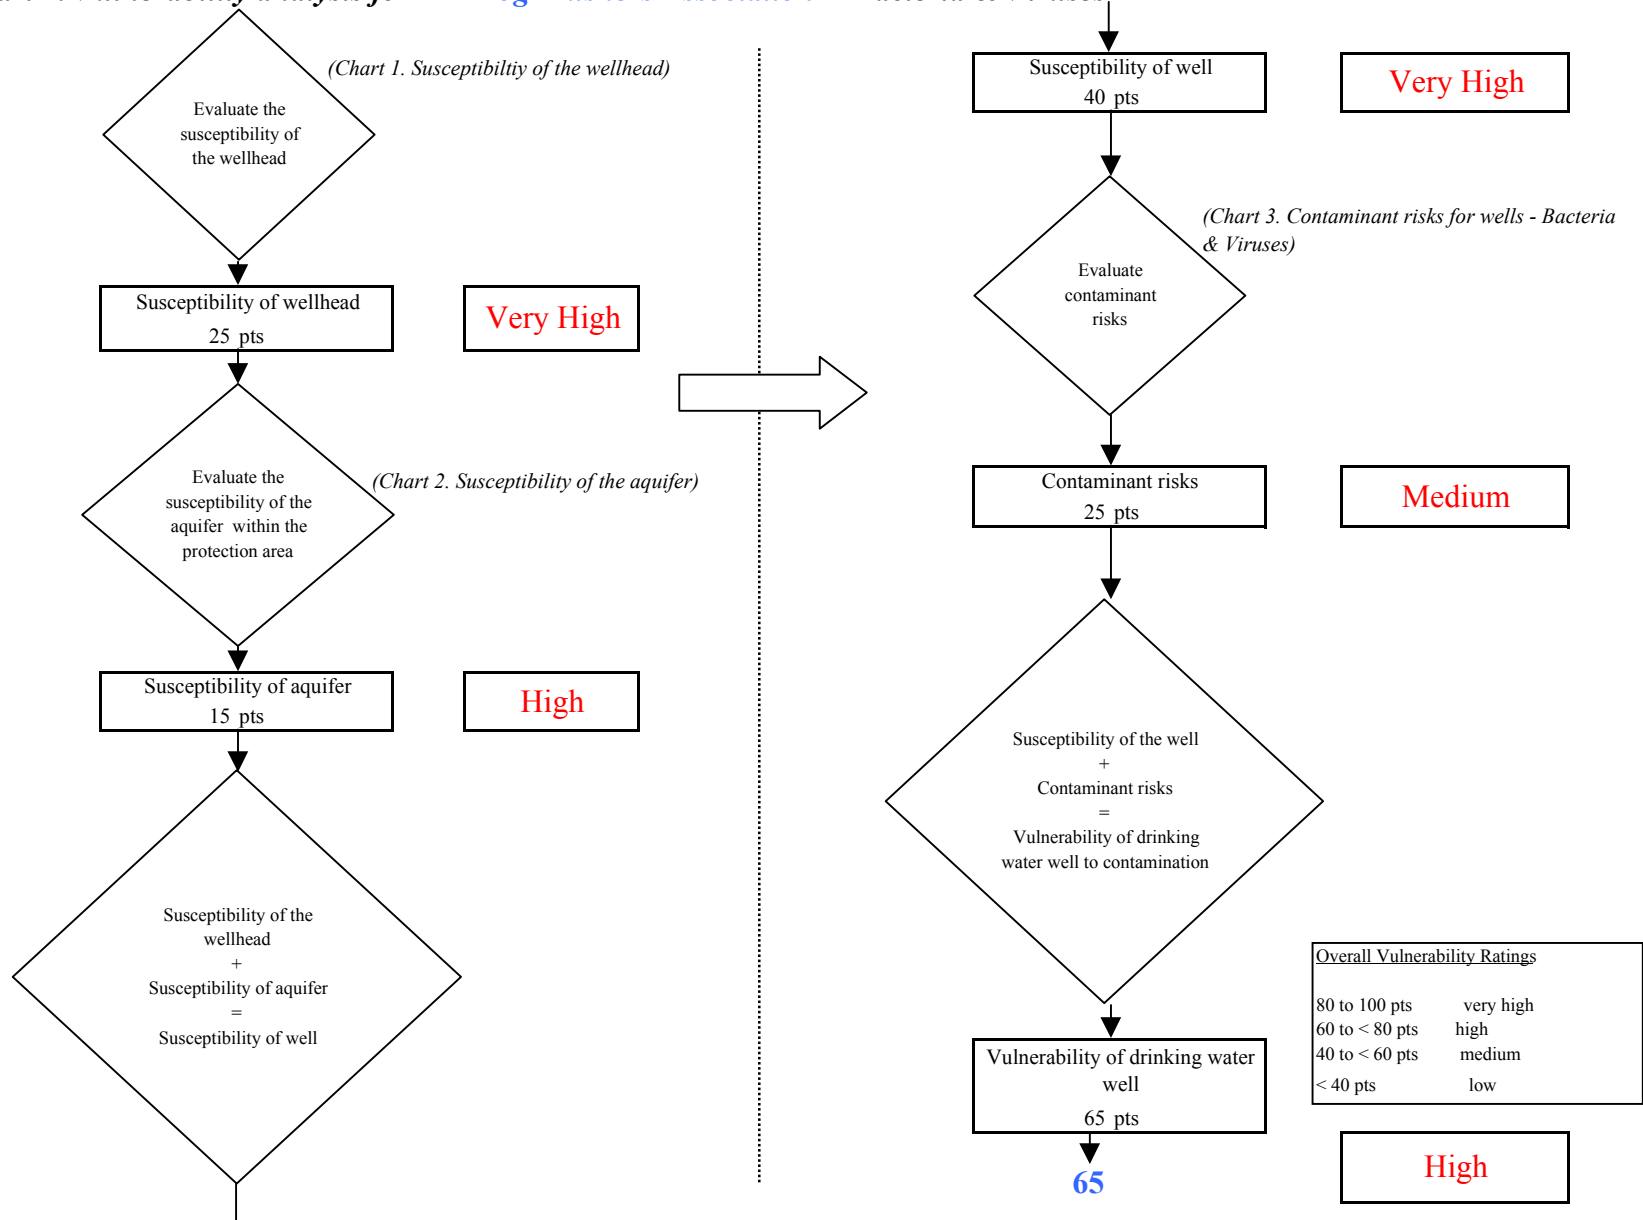 (Chart 1. Susceptibiltiy of the wellhead)
Evaluate the
susceptibility of
the wellhead
Susceptibility of wellhead
25 pts
Very High
Evaluate the
susceptibility of the
aquifer within the
protection area
(Chart 2. Susceptibility of the aquifer)
Susceptibility of aquifer
15 pts
High
Susceptibility of the
wellhead
+
Susceptibility of aquifer
=
Susceptibility of well
Susceptibility of well
40 pts
Very High
(Chart 3. Contaminant risks for wells - Bacteria
& Viruses)
Evaluate
contaminant
risks
Contaminant risks
25 pts
Medium
Susceptibility of the well
+
Contaminant risks
=
Vulnerability of drinking
water well to contamination
Overall Vulnerability Ratings
80 to 100 pts very high
60 to < 80 pts high
40 to < 60 pts medium
< 40 pts low
Vulnerability of drinking water
well
65 pts
65
High